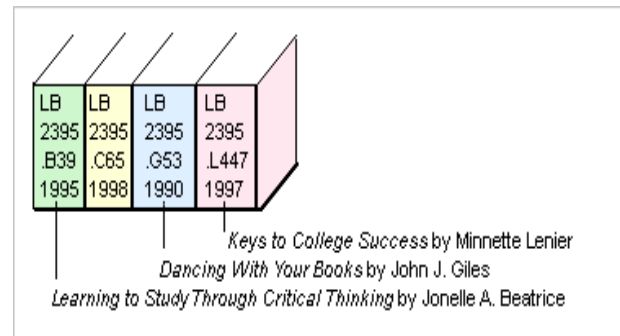 LB
2395
.B39
1995
LB
2395
.C65
1998
LB
2395
.G53
1990
LB
2395
.L447
1997
Keys to College Success by Minnette Lenier
Dancing With Your Books by John J. Giles
Learning to Study Through Critical Thinking by Jonelle A. Beatrice